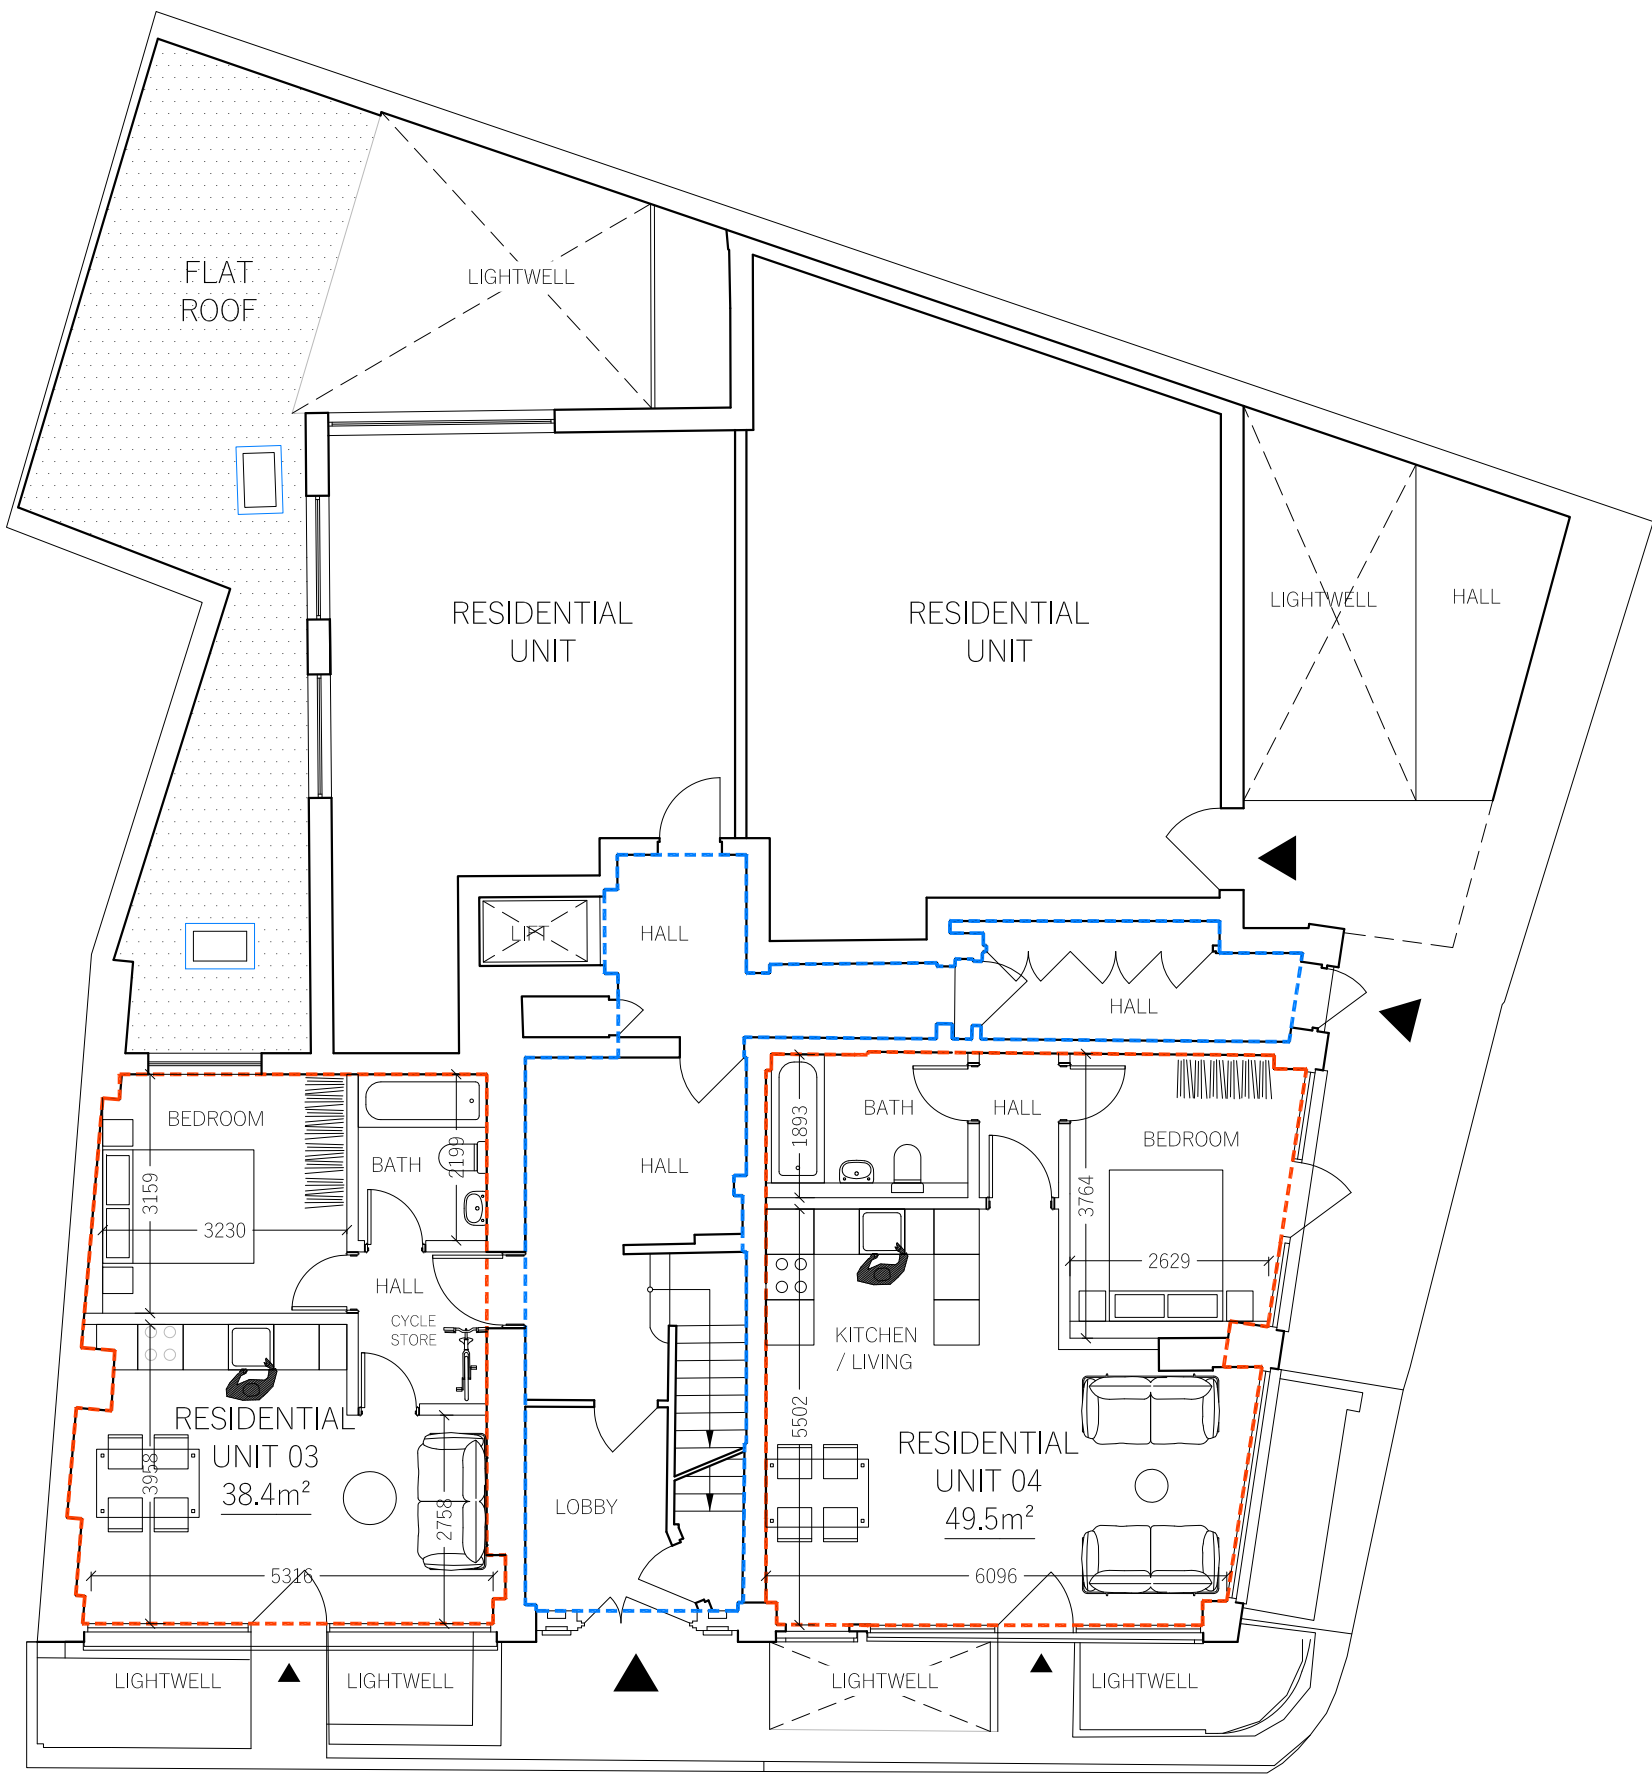 FLAT
ROOF
LIGHTWELL
RESIDENTIAL
UNIT
RESIDENTIAL
UNIT
LIGHTWELL
HALL
LIFT
HALL
HALL
BEDROOM
BATH
2199
3159
3230
HALL
CYCLE
STORE
HALL
1893
BATH
HALL
BEDROOM
3764
2629
KITCHEN
/ LIVING
5502
RESIDENTIAL
UNIT 03
38.4m²
3958
2758
5316
LOBBY
RESIDENTIAL
UNIT 04
49.5m²
6096
LIGHTWELL
LIGHTWELL
LIGHTWELL
LIGHTWELL